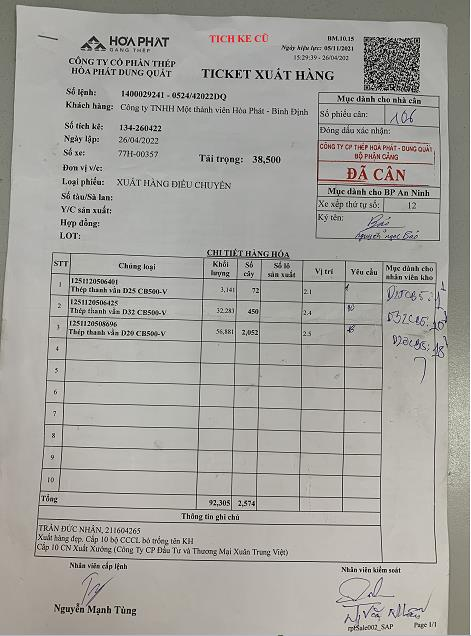 HÒA PHÁT
GANG THÉP
TICH KE CŨ
BM.10.15
Ngày hiệu lực: 05/11/2021
15:29:39 - 26/04/202
CÔNG TY CỔ PHẦN THÉP
HÒA PHÁT DUNG QUẤT
TICKET XUẤT HÀNG
Số lệnh: 1400029241 - 0524/42022DQ
Khách hàng: Công ty TNHH Một thành viên Hòa Phát - Bình Định
Số tích kê: 134-260422
Ngày lập: 26/04/2022
Số xe: 77H-00357
Tải trọng: 38,500
Đơn vị v/c:
Loại phiếu: XUẤT HÀNG ĐIỀU CHUYỂN
Số tàu/Sà lan:
Y/C sản xuất:
Hợp đồng:
LOT:
Mục dành cho nhà cân
Số phiếu cân: 106
Đóng dấu xác nhận:
CÔNG TY CP THÉP HÒA PHÁT - DUNG QUẤT
BỘ PHẬN CẢNG
ĐÃ CÂN
Mục dành cho BP An Ninh
Xe xếp thứ tự số: 12
Ký tên:
Bảo
Nguyễn Ngọc Bảo
CHI TIẾT HÀNG HÓA
STT Chủng loại Khối lượng Số cây Số lô sản xuất Vị trí Yêu cầu Mục dành cho nhân viên kho
1 1251120506401
Thép thanh vằn D25 CB500-V 3,141 72 2.1
2 1251120506425
Thép thanh vằn D32 CB500-V 32,283 450 2.4
3 1251120508696
Thép thanh vằn D20 CB500-V 56,881 2,052 2.5
4
5
6
7
8
9
10
Tổng 92,305 2,574
Thông tin ghi chú
TRẦN ĐỨC NHÂN, 211604265
Xuất hàng đẹp. Cấp 10 bộ CCCL bỏ trống tên KH
Cấp 10 CN Xuất Xưởng (Công ty CP Đầu Tư và Thương Mại Xuân Trung Việt)
Nhân viên cấp lệnh
Nhân viên kiểm soát
Nguyễn Mạnh Tùng
rptSale002_SAP
Page 1/1